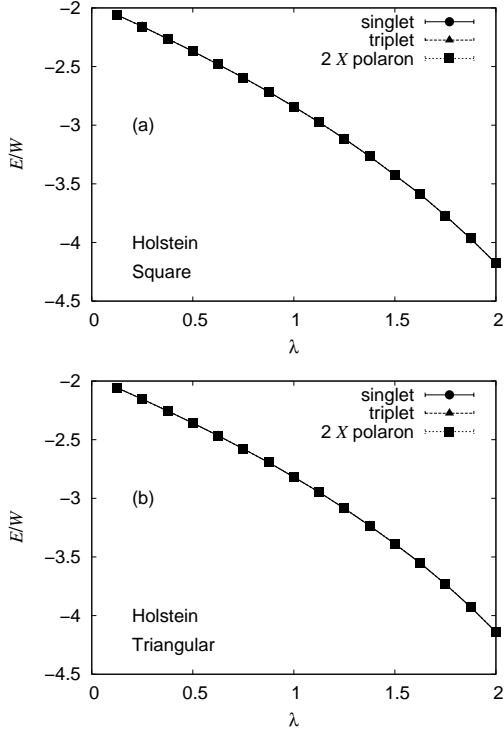 -2
-2.5
-3
-3.5
-4
-4.5
0
0.5
1
1.5
2
E/W
λ
(a)
Holstein
Square
singlet
triplet
2 X polaron
-2
-2.5
-3
-3.5
-4
-4.5
0
0.5
1
1.5
2
E/W
λ
(b)
Holstein
Triangular
singlet
triplet
2 X polaron